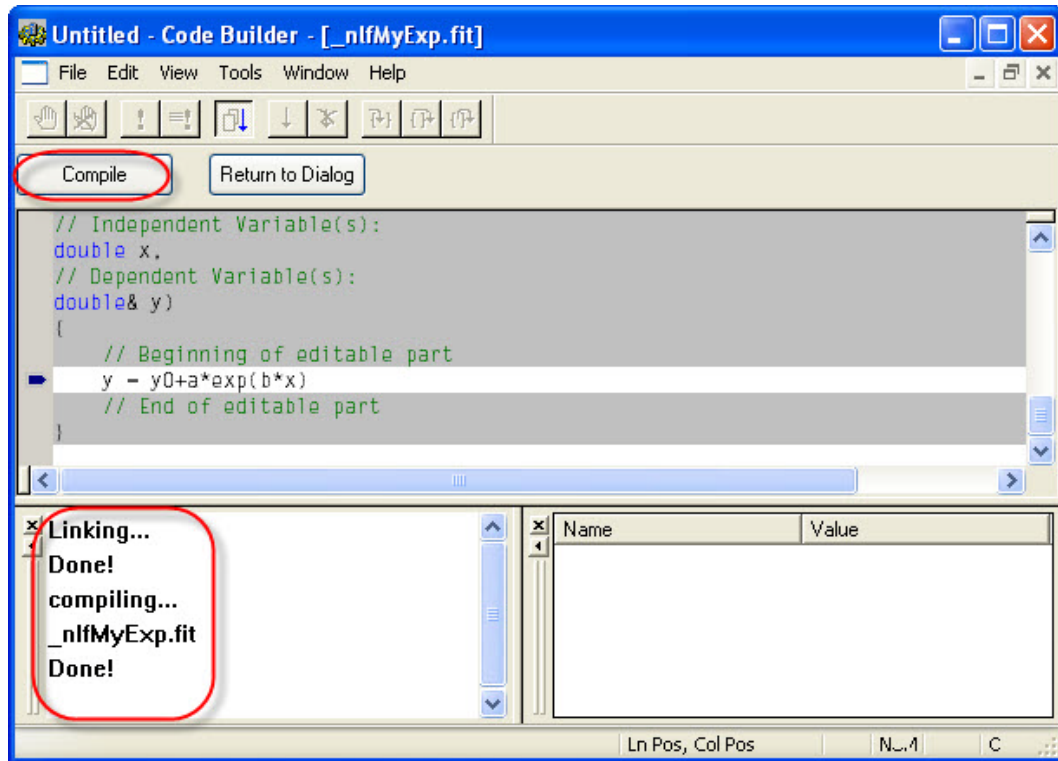 Untitled - Code Builder - [_nlfMyExp.fit]
File Edit View Tools Window Help
Compile Return to Dialog
// Independent Variable(s):
double x,
// Dependent Variable(s):
double& y)
{
// Beginning of editable part
y = y0+a*exp(b*x)
// End of editable part
}
Linking...
Done!
compiling...
_nlfMyExp.fit
Done!
Name Value
Ln Pos, Col Pos
C